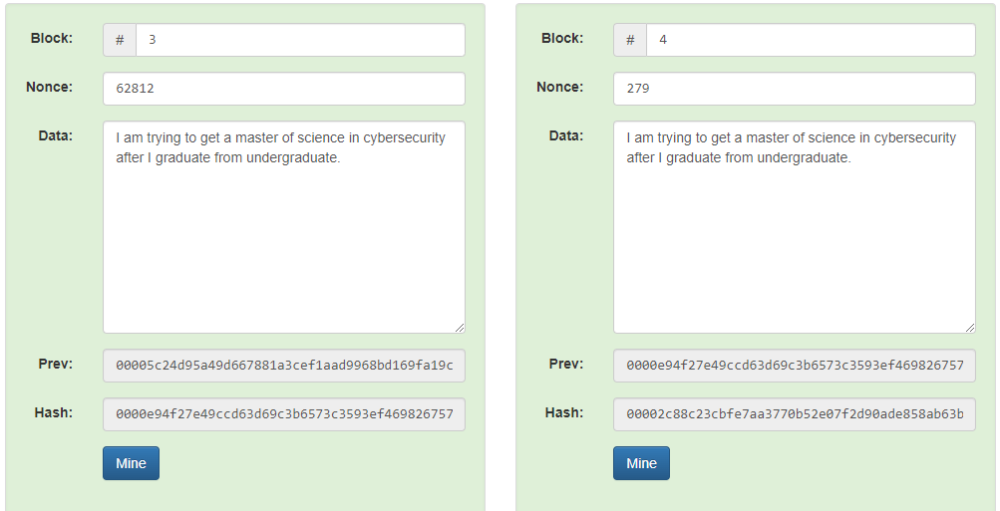 Block: # 3
Nonce: 62812
Data: I am trying to get a master of science in cybersecurity
after I graduate from undergraduate.
Prev: 00005c24d95a49d667881a3cef1aad9968bd169fa19c
Hash: 0000e94f27e49ccd63d69c3b6573c3593ef469826757
Mine
Block: # 4
Nonce: 279
Data: I am trying to get a master of science in cybersecurity
after I graduate from undergraduate.
Prev: 0000e94f27e49ccd63d69c3b6573c3593ef469826757
Hash: 00002c88c23cbfe7aa3770b52e07f2d90ade858ab63b
Mine